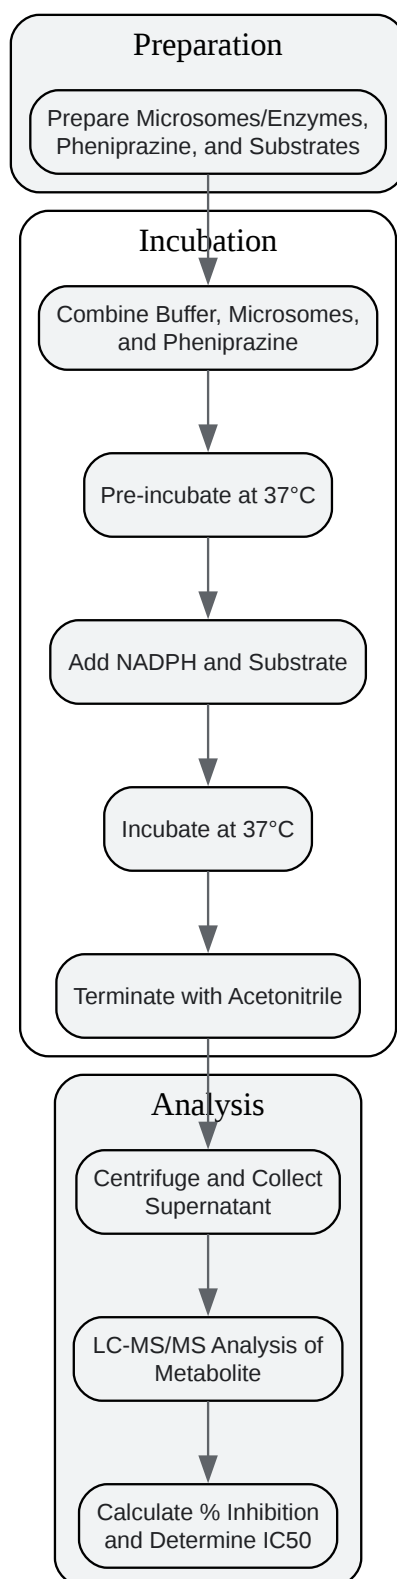 Preparation
Prepare Microsomes/Enzymes,
Pheniprazine, and Substrates
Incubation
Combine Buffer, Microsomes,
and Pheniprazine
Pre-incubate at 37°C
Add NADPH and Substrate
Incubate at 37°C
Terminate with Acetonitrile
Analysis
Centrifuge and Collect
Supernatant
LC-MS/MS Analysis of
Metabolite
Calculate % Inhibition
and Determine IC50